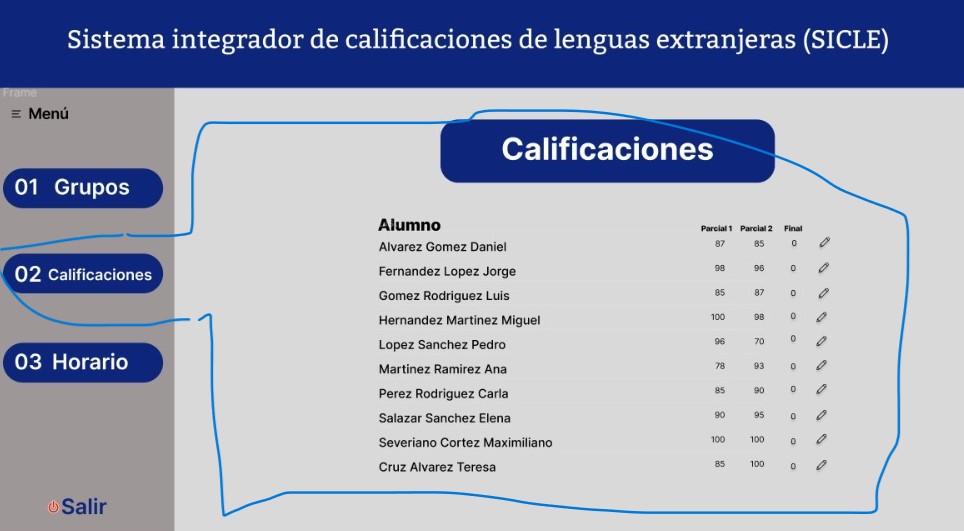 Sistema integrador de calificaciones de lenguas extranjeras (SICLE)
Frame
Menú
01 Grupos
02 Calificaciones
03 Horario
Salir
Calificaciones
Alumno Parcial 1 Parcial 2 Final
Alvarez Gomez Daniel 87 85 0
Fernandez Lopez Jorge 98 96 0
Gomez Rodriguez Luis 85 87 0
Hernandez Martinez Miguel 100 98 0
Lopez Sanchez Pedro 96 70 0
Martinez Ramirez Ana 78 93 0
Perez Rodriguez Carla 85 90 0
Salazar Sanchez Elena 90 95 0
Severiano Cortez Maximiliano 100 100 0
Cruz Alvarez Teresa 85 100 0